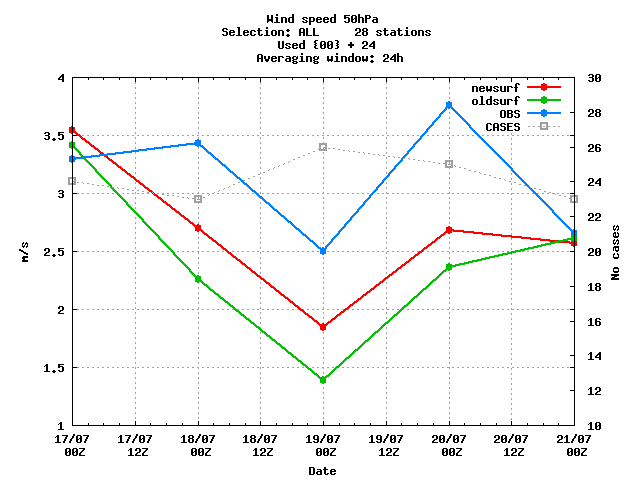 Wind speed 50hPa
Selection: ALL 28 stations
Used {00} + 24
Averaging window: 24h
newsurf
oldsurf
OBS
CASES
4
3.5
3
2.5
2
1.5
1
30
28
26
24
22
20
18
16
14
12
10
m/s
No cases
17/07 17/07 18/07 18/07 19/07 19/07 20/07 20/07 21/07
00Z 12Z 00Z 12Z 00Z 12Z 00Z 12Z 00Z
Date